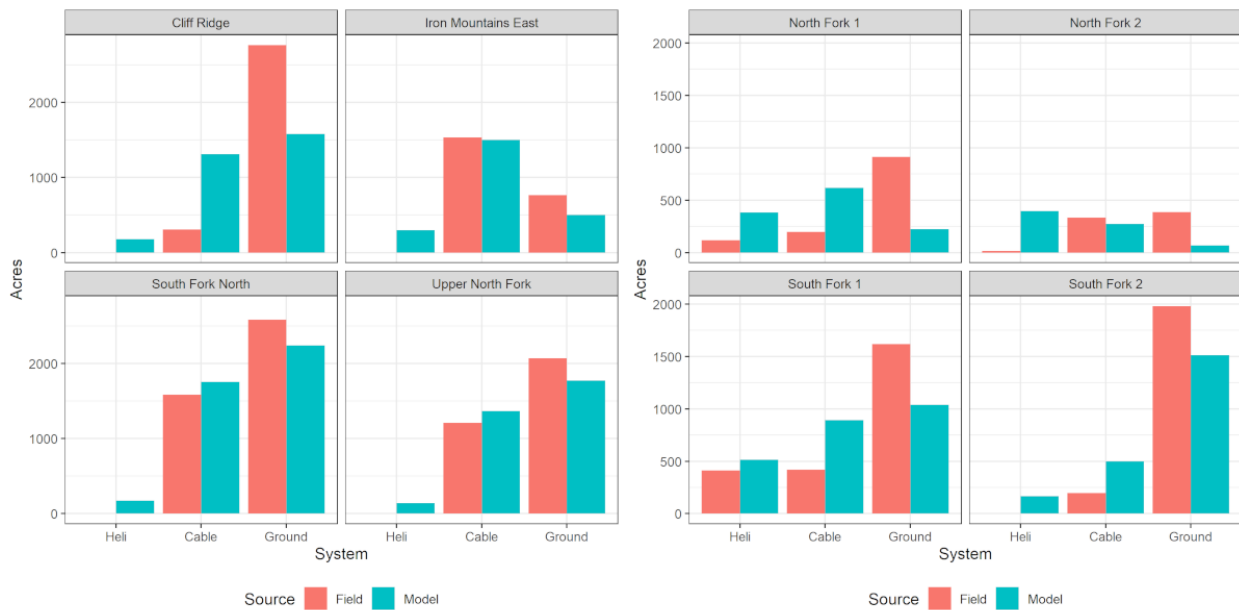 Cliff Ridge
Iron Mountains East
2000
1000
0
South Fork North
Upper North Fork
2000
1000
0
Acres
Heli
Cable
Ground
Heli
Cable
Ground
System
Source
Field
Model
North Fork 1
North Fork 2
2000
1500
1000
500
0
South Fork 1
South Fork 2
2000
1500
1000
500
0
Acres
Heli
Cable
Ground
Heli
Cable
Ground
System
Source
Field
Model